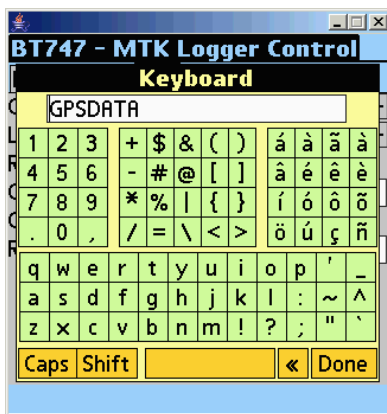 BT747 - MTK Logger Control
Keyboard
GPSDATA
1 2 3 + $ & ( ) á à ã à
4 5 6 - # @ [ ] â é ê è
7 8 9 * % | { } í ó ô õ
. 0 , / = \ < > ö ú ç ñ
q w e r t y u i o p ' _
a s d f g h j k l : ~ ^
z x c v b n m ! ? ; " `
Caps Shift « Done